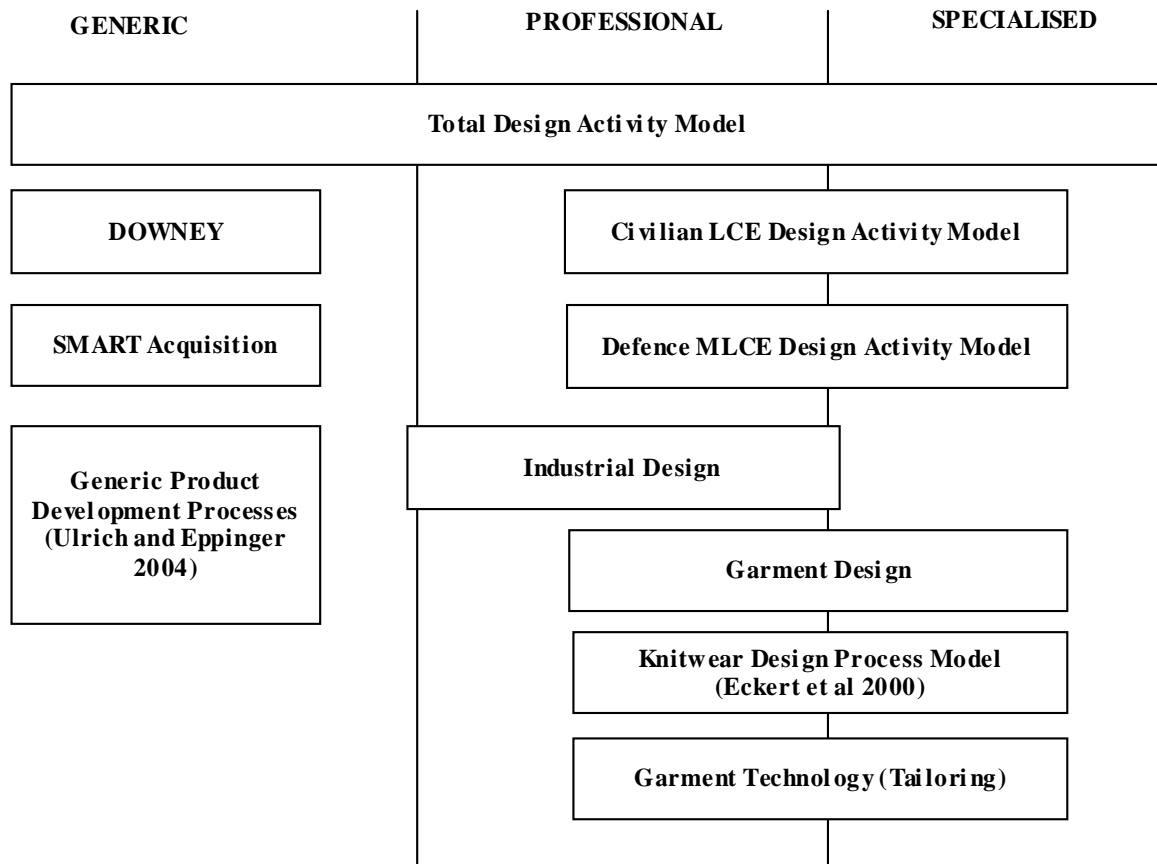 GENERIC
PROFESSIONAL
SPECIALISED
Total Design Activity Model
DOWNEY
Civilian LCE Design Activity Model
SMART Acquisition
Defence MLCE Design Activity Model
Generic Product
Development Processes
(Ulrich and Eppinger
2004)
Industrial Design
Garment Design
Knitwear Design Process Model
(Eckert et al 2000)
Garment Technology (Tailoring)